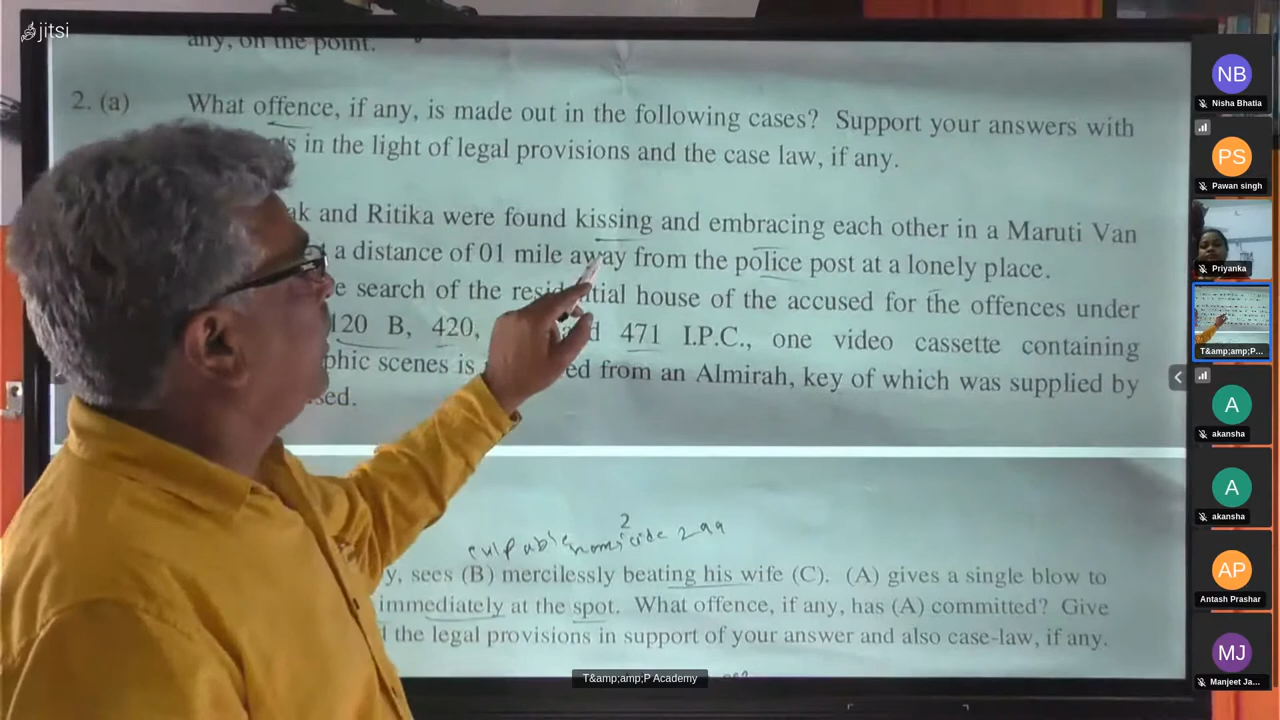 jitsi
any, on the point.
2. (a) What offence, if any, is made out in the following cases? Support your answers with
in the light of legal provisions and the case law, if any.
and Ritika were found kissing and embracing each other in a Maruti Van
a distance of 01 mile away from the police post at a lonely place.
search of the residential house of the accused for the offences under
120 B, 420, 471 I.P.C., one video cassette containing
scenes is from an Almirah, key of which was supplied by
culpable homicide 2 299
sees (B) mercilessly beating his wife (C). (A) gives a single blow to
immediately at the spot. What offence, if any, has (A) committed? Give
the legal provisions in support of your answer and also case-law, if any.
T&amp;amp;P Academy
NB
Nisha Bhatia
PS
Pawan singh
Priyanka
T&amp;amp;P...
A
akansha
A
akansha
AP
Antash Prashar
MJ
Manjeet Ja...